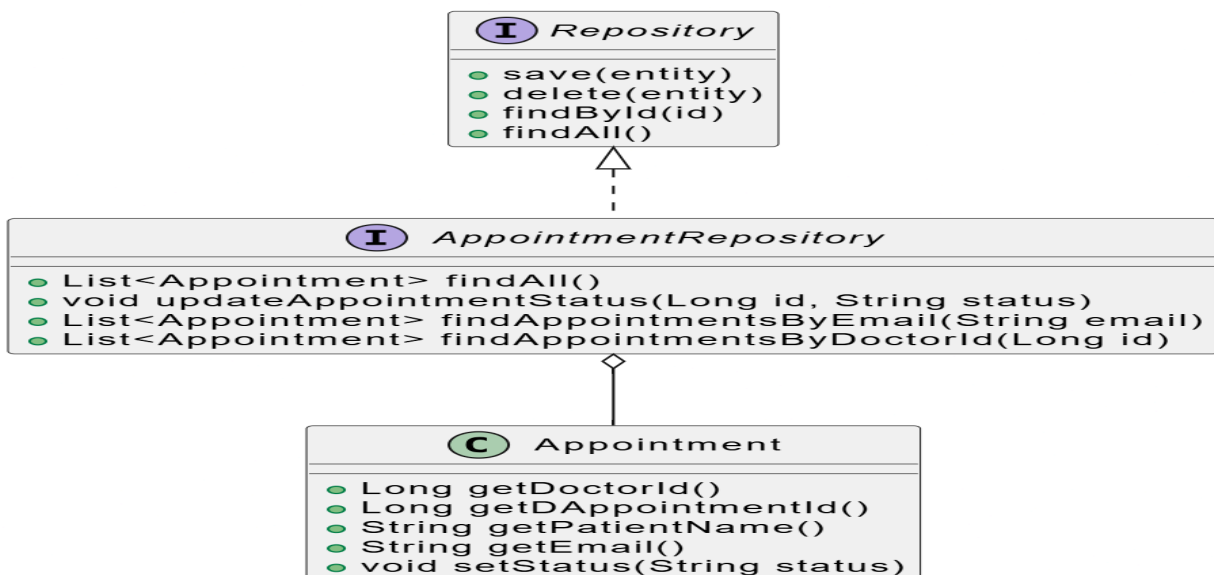 I Repository
save(entity)
delete(entity)
findById(id)
findAll()
I AppointmentRepository
List<Appointment> findAll()
void updateAppointmentStatus(Long id, String status)
List<Appointment> findAppointmentsByEmail(String email)
List<Appointment> findAppointmentsByDoctorId(Long id)
C Appointment
Long getDoctorId()
Long getDAppointmentId()
String getPatientName()
String getEmail()
void setStatus(String status)